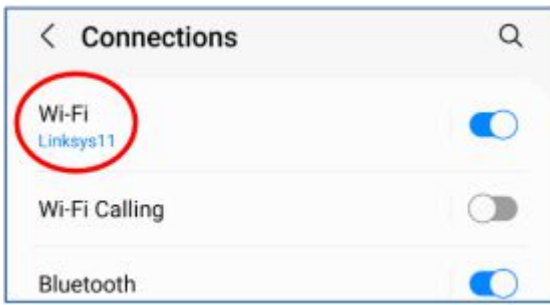 Connections
Wi-Fi
Linksys11
Wi-Fi Calling
Bluetooth